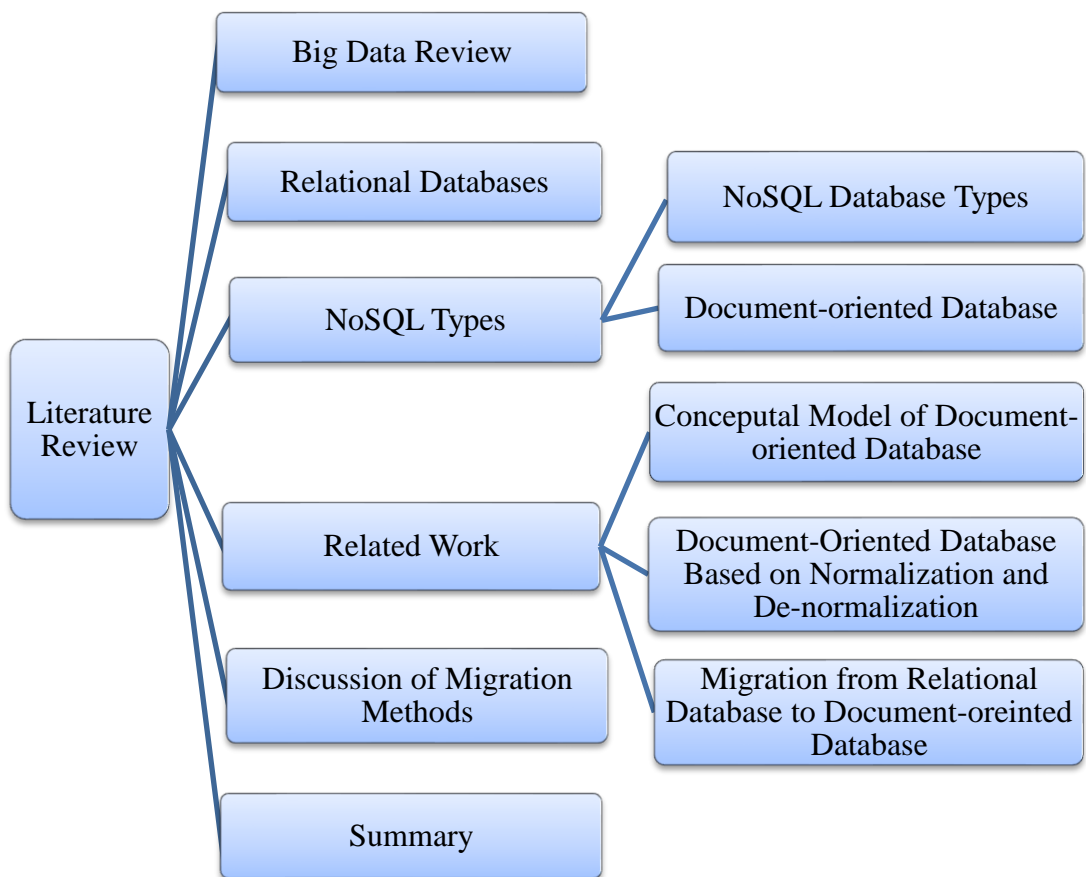 Literature
Review
Big Data Review
Relational Databases
NoSQL Types
NoSQL Database Types
Document-oriented Database
Related Work
Conceputal Model of Document-
oriented Database
Document-Oriented Database
Based on Normalization and
De-normalization
Migration from Relational
Database to Document-oreinted
Database
Discussion of Migration
Methods
Summary